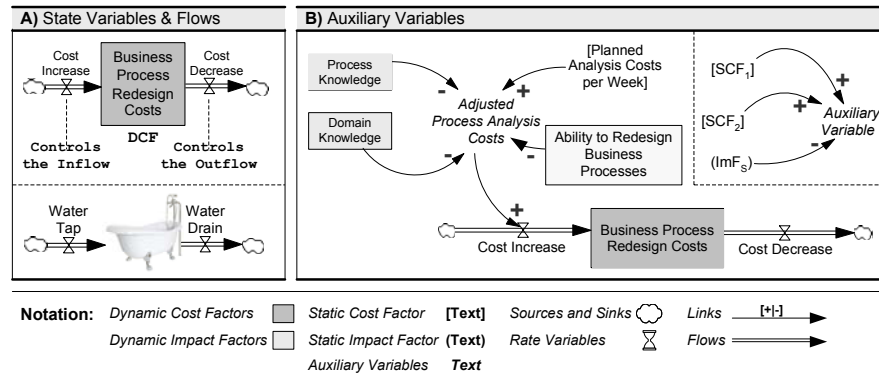 A) State Variables & Flows
Cost
Increase
Business
Process
Redesign
Costs
Cost
Decrease
DCF
Controls
the Inflow
Controls
the Outflow
Water
Tap
Water
Drain
B) Auxiliary Variables
Process
Knowledge
[Planned
Analysis Costs
per Week]
-
+
Adjusted
Process Analysis
Costs
Domain
Knowledge
-
-
Ability to Redesign
Business
Processes
+
Cost Increase
Business Process
Redesign Costs
Cost Decrease
[SCF1]
+
[SCF2]
+
Auxiliary
Variable
-
(ImFS)
Notation:
Dynamic Cost Factors
Static Cost Factor [Text]
Sources and Sinks
Links [+|-]
Dynamic Impact Factors
Static Impact Factor (Text)
Rate Variables
Flows
Auxiliary Variables Text